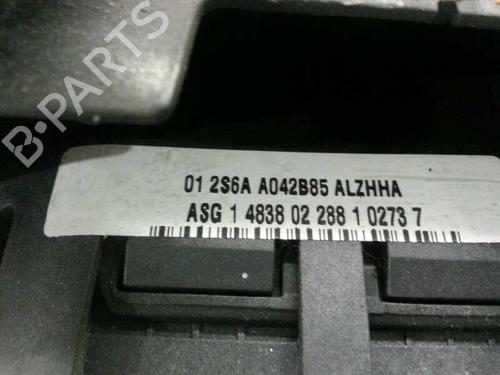 B-PARTS
01 2S6A A042B85 ALZHHA
ASG 1 4838 02 288 1 0273 7